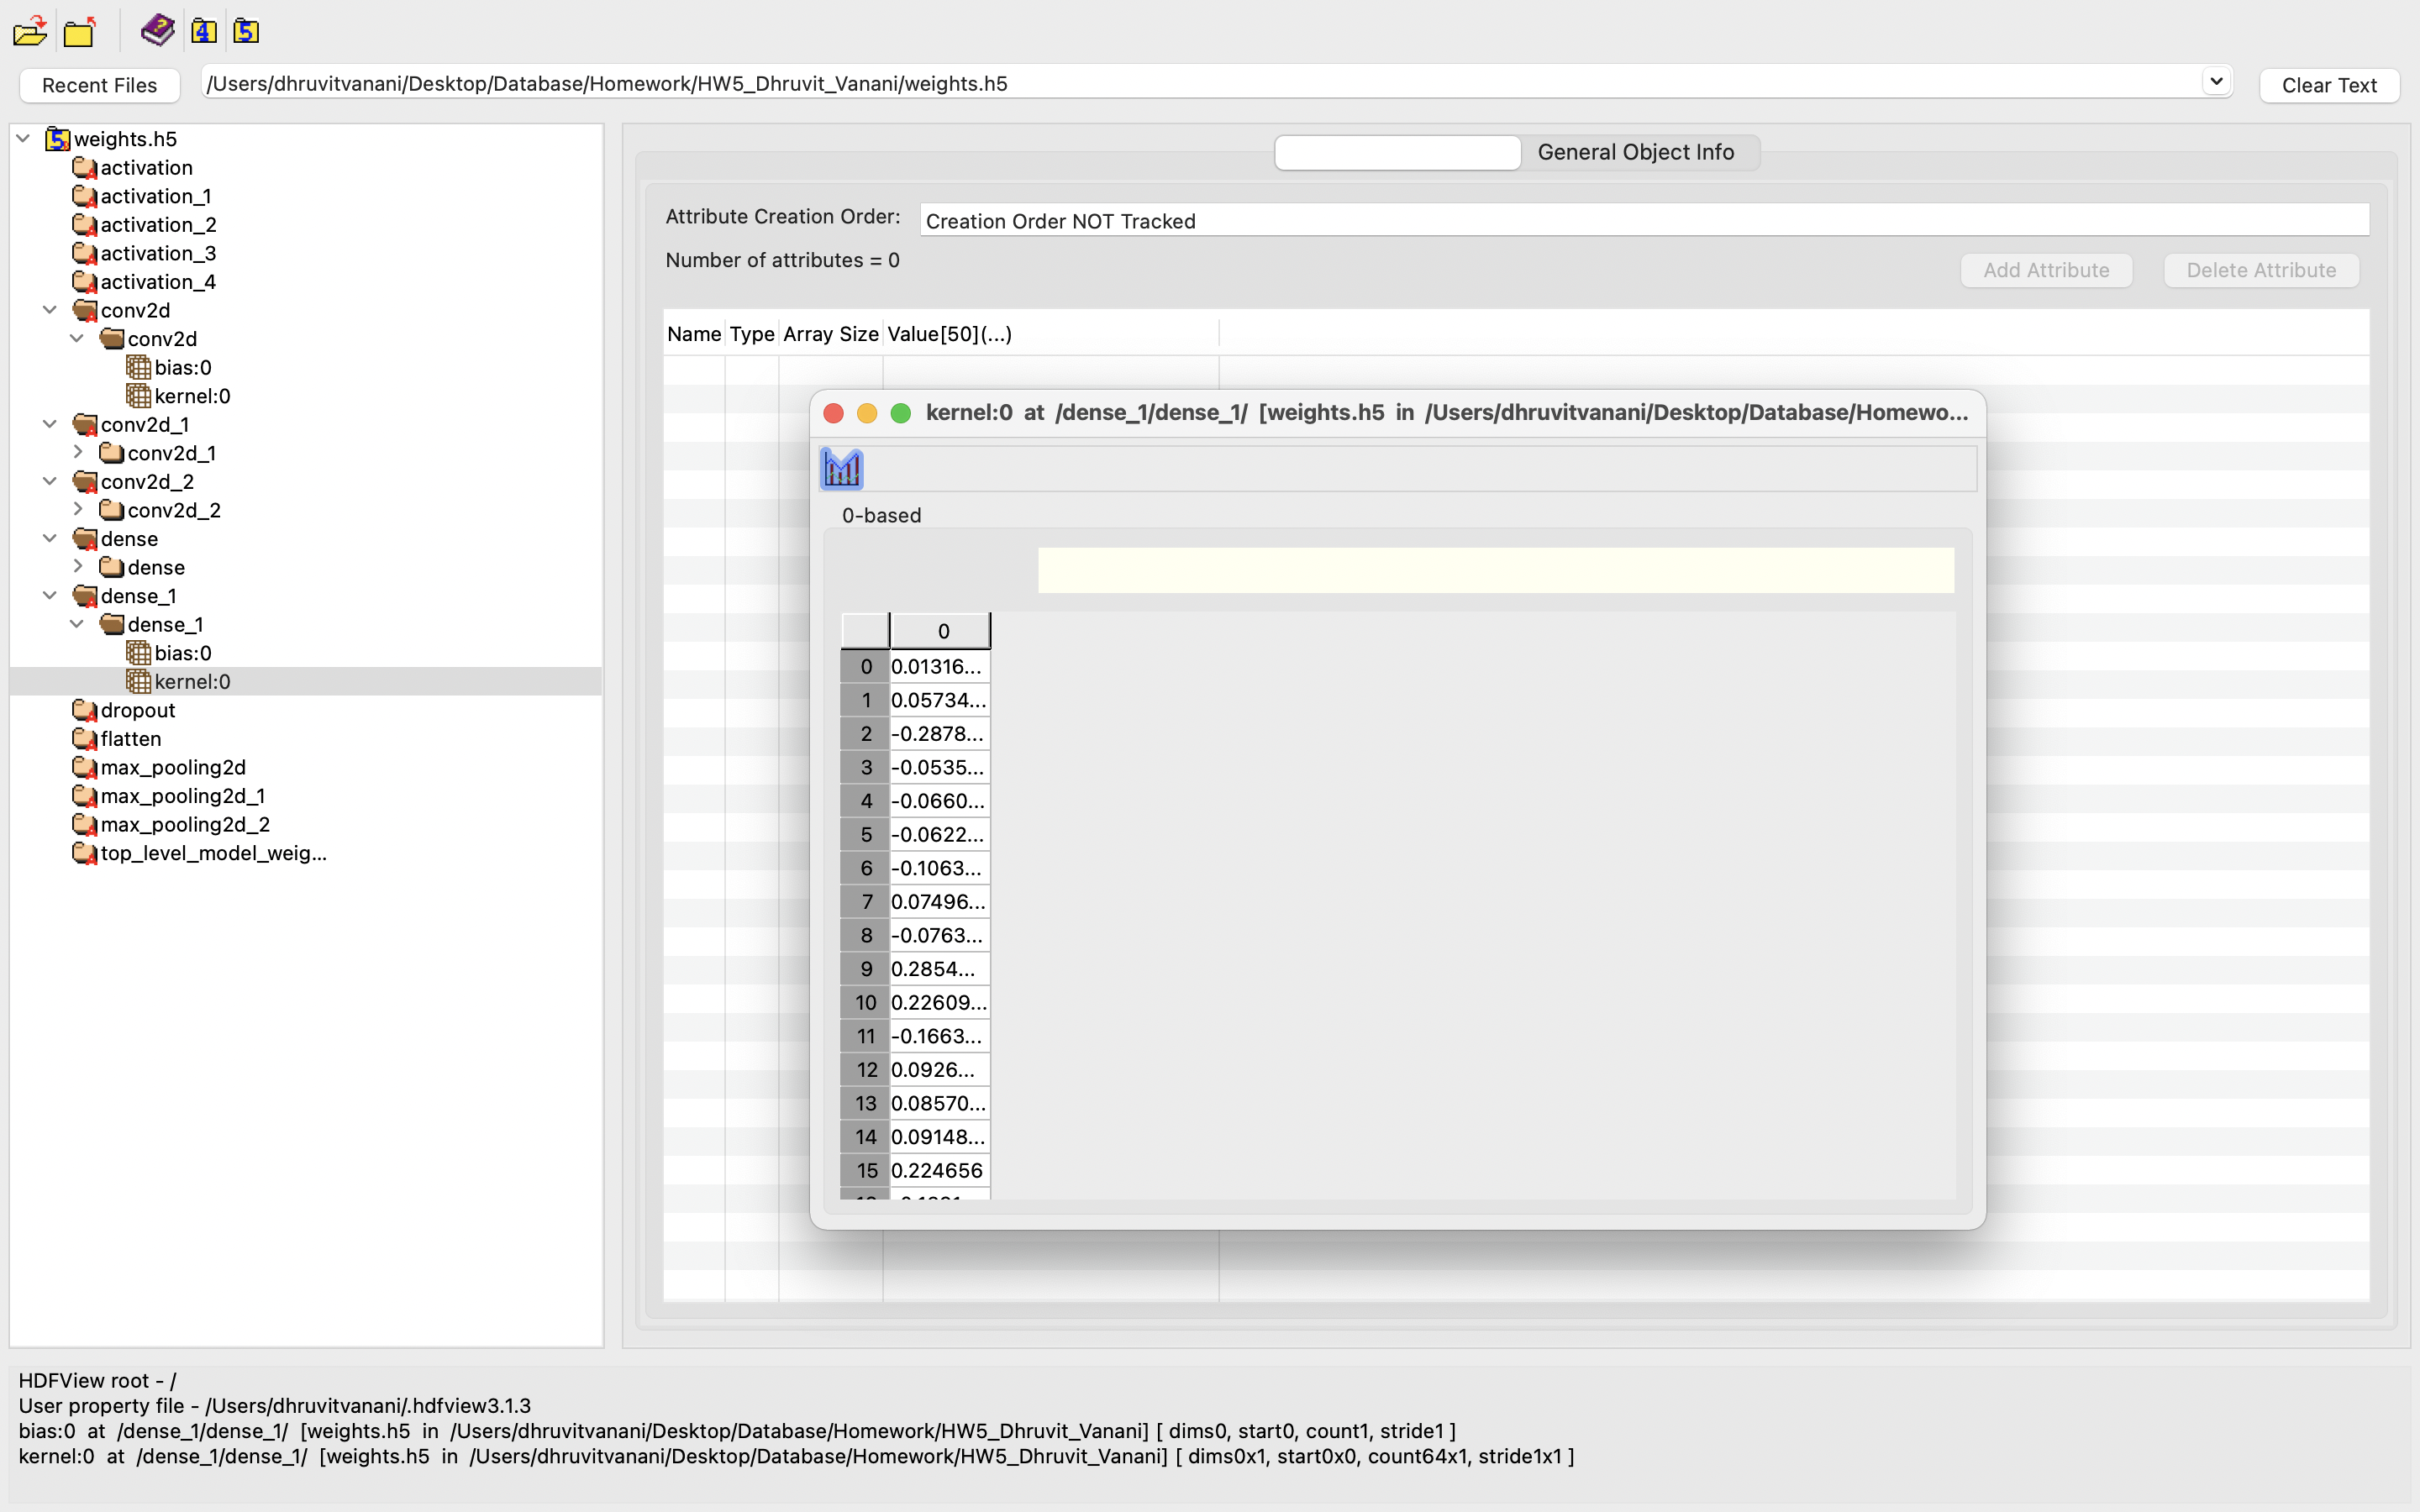 4 5
Recent Files /Users/dhruvitvanani/Desktop/Database/Homework/HW5_Dhruvit_Vanani/weights.h5 Clear Text
5 weights.h5
activation
activation_1
activation_2
activation_3
activation_4
conv2d
conv2d
bias:0
kernel:0
conv2d_1
conv2d_1
conv2d_2
conv2d_2
dense
dense
dense_1
dense_1
bias:0
kernel:0
dropout
flatten
max_pooling2d
max_pooling2d_1
max_pooling2d_2
top_level_model_weig...
General Object Info
Attribute Creation Order: Creation Order NOT Tracked
Number of attributes = 0
Add Attribute Delete Attribute
Name Type Array Size Value[50](...)
kernel:0 at /dense_1/dense_1/ [weights.h5 in /Users/dhruvitvanani/Desktop/Database/Homewo...
0-based
0
0 0.01316...
1 0.05734...
2 -0.2878...
3 -0.0535...
4 -0.0660...
5 -0.0622...
6 -0.1063...
7 0.07496...
8 -0.0763...
9 0.2854...
10 0.22609...
11 -0.1663...
12 0.0926...
13 0.08570...
14 0.09148...
15 0.224656
HDFView root - /
User property file - /Users/dhruvitvanani/.hdfview3.1.3
bias:0 at /dense_1/dense_1/ [weights.h5 in /Users/dhruvitvanani/Desktop/Database/Homework/HW5_Dhruvit_Vanani] [ dims0, start0, count1, stride1 ]
kernel:0 at /dense_1/dense_1/ [weights.h5 in /Users/dhruvitvanani/Desktop/Database/Homework/HW5_Dhruvit_Vanani] [ dims0x1, start0x0, count64x1, stride1x1 ]